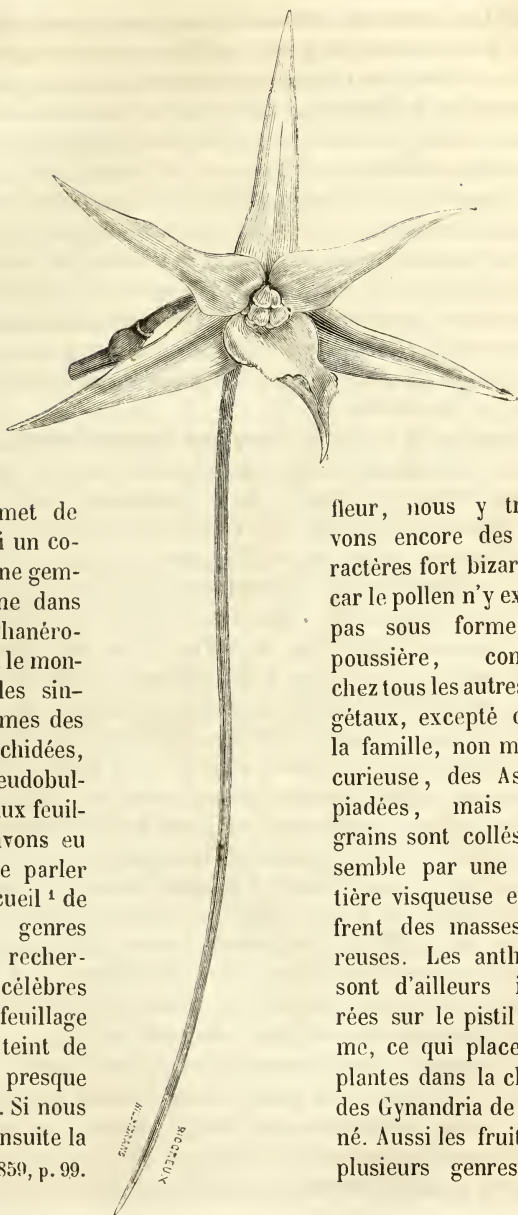 met de
i un co-
ne gem-
ne dans
hanéro-
le mon-
les sin-
mes des
chidées,
eudobul-
ux feuil-
vons eu
e parler
cueil ¹ de
genres
recher-
célèbres
feuillage
teint de
presque
. Si nous
nsuite la
859, p. 99.
fleur, nous y tr
vons encore des
ractères fort bizar
car le pollen n'y ex
pas sous forme
poussière, con
chez tous les autres
gétaux, excepté c
la famille, non m
curieuse, des As
piadées, mais
grains sont collés
semble par une
tière visqueuse e
frent des masses
reuses. Les anth
sont d'ailleurs i
rées sur le pistil
me, ce qui place
plantes dans la cl
des Gynandria de
né. Aussi les fruit
plusieurs genres
RIOCREUX